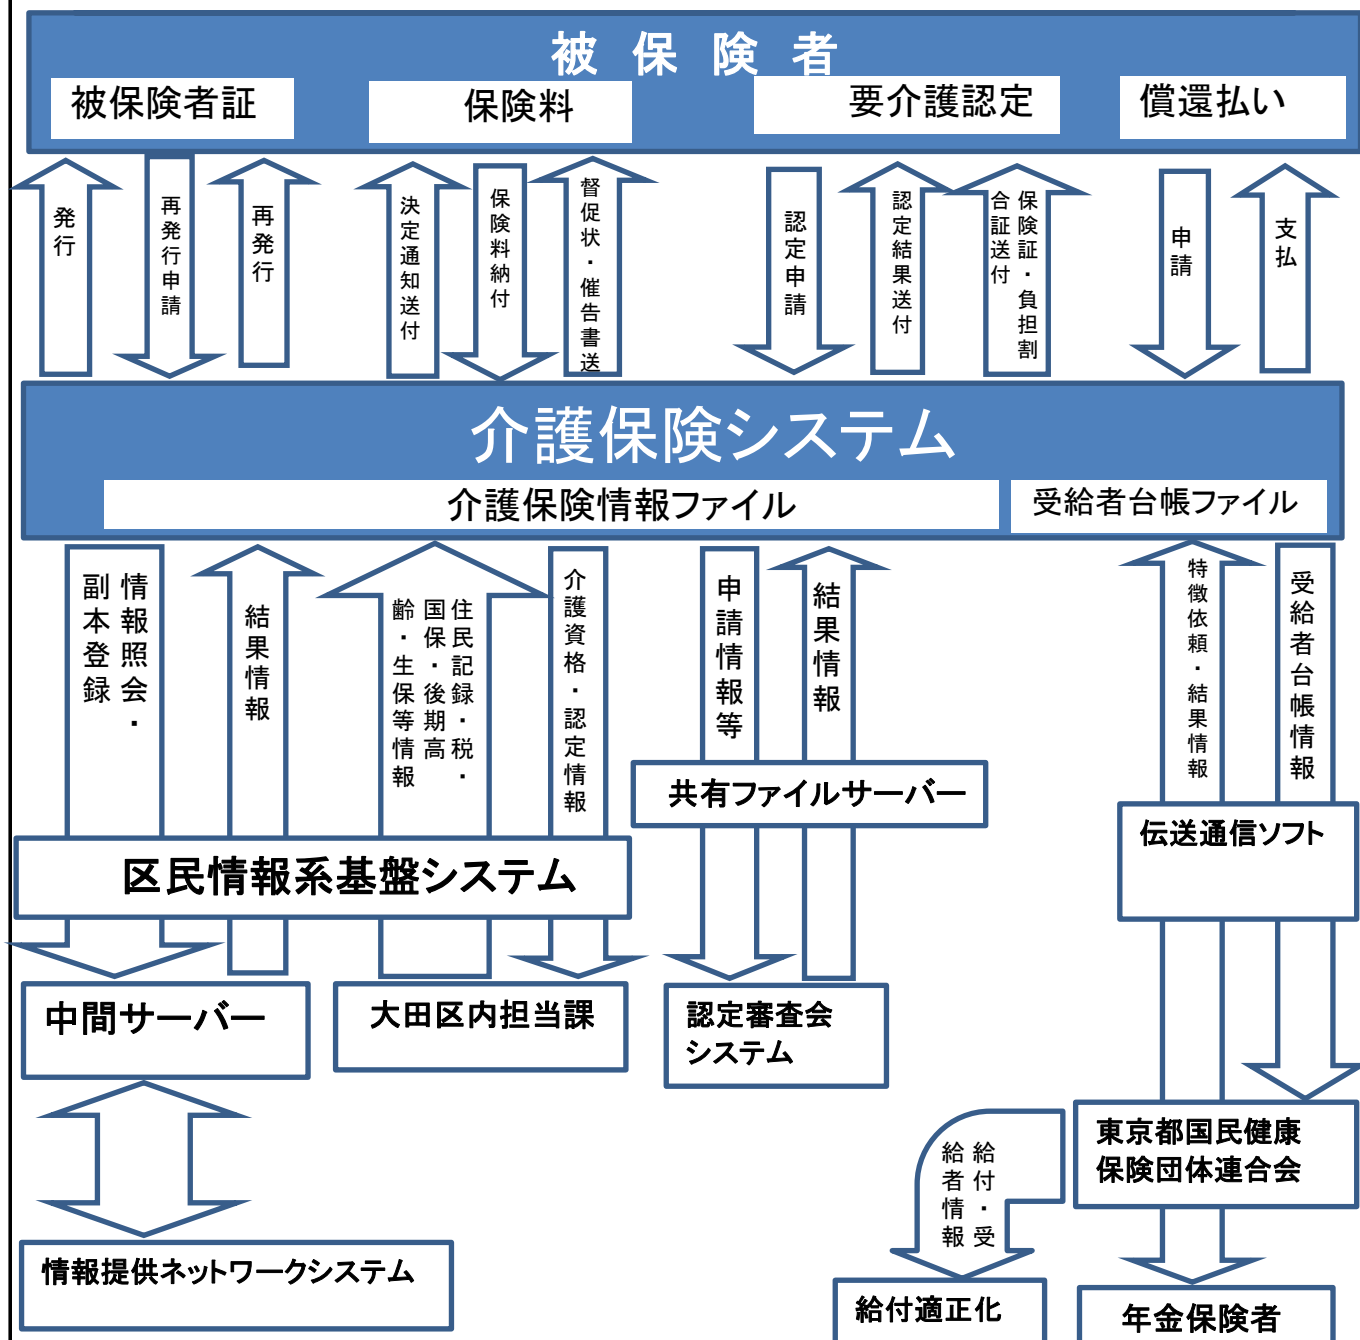 被保険者
被保険者証
保険料
要介護認定
償還払い
発行
再発行申請
再発行
決定通知送付
保険料納付
督促状・催告書送
認定申請
認定結果送付
保険証・負担割
合証送付
申請
支払
介護保険システム
介護保険情報ファイル
受給者台帳ファイル
情報照会・
副本登録
結果情報
住民記録・税・
国保・後期高
齢・生保等情報
介護資格・認定情報
申請情報等
結果情報
特徴依頼・結果情報
受給者台帳情報
共有ファイルサーバー
伝送通信ソフト
区民情報系基盤システム
中間サーバー
大田区内担当課
認定審査会
システム
東京都国民健康
保険団体連合会
給付・受
給者情報
情報提供ネットワークシステム
給付適正化
年金保険者